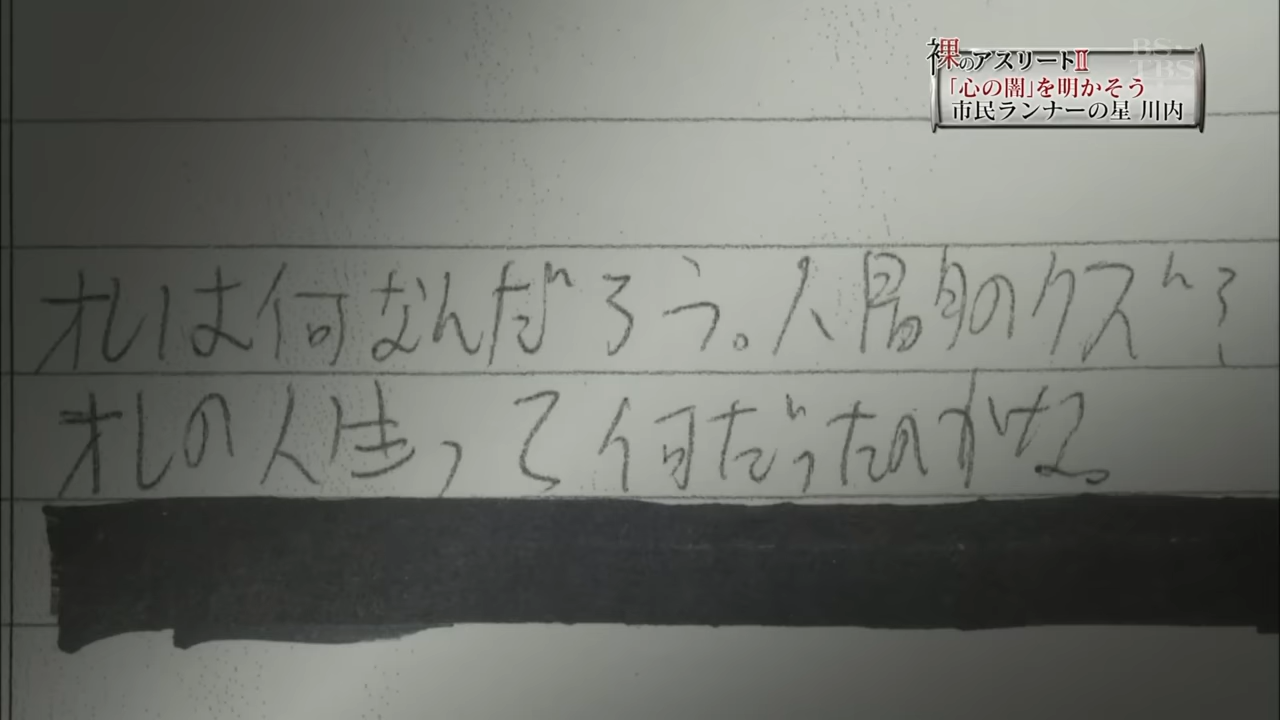 BS-TBS
裸のアスリートII
「心の闇」を明かそう
市民ランナーの星 川内
オレは何なんだろう。人間のクズ?
オレの人生って何だったのかな。